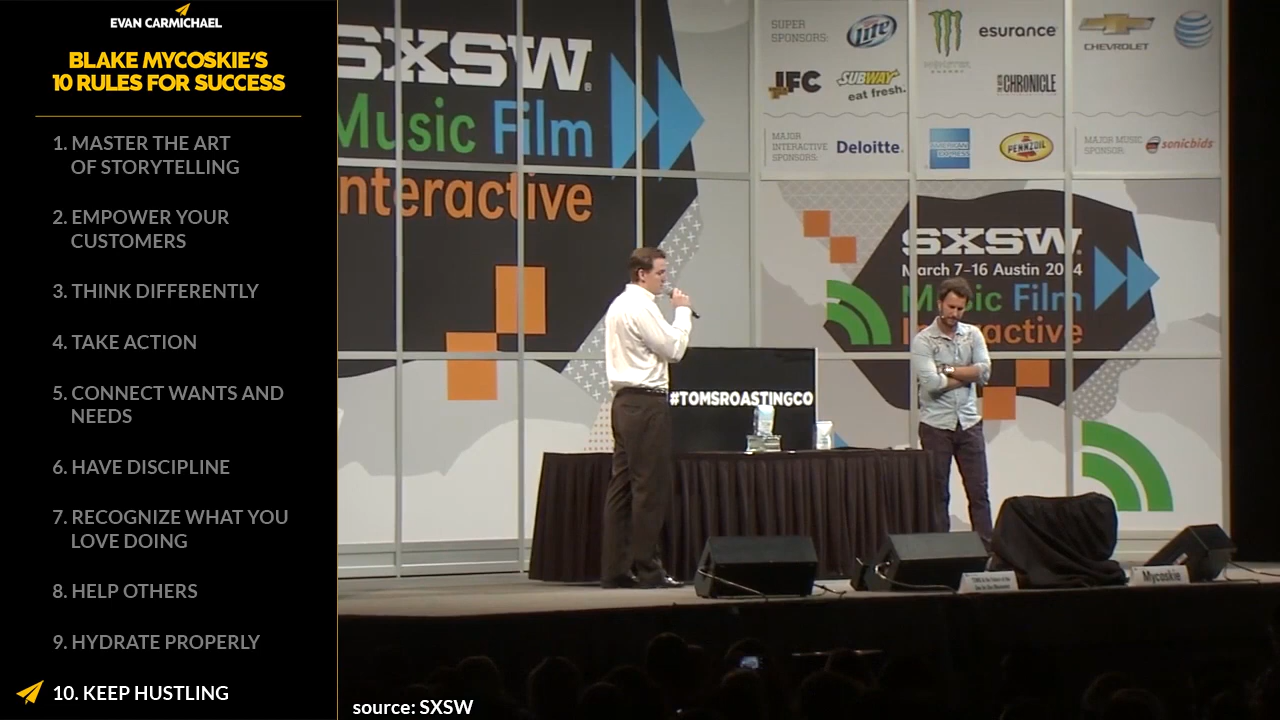 EVAN CARMICHAEL
BLAKE MYCOSKIE'S
10 RULES FOR SUCCESS
1. MASTER THE ART
OF STORYTELLING
2. EMPOWER YOUR
CUSTOMERS
3. THINK DIFFERENTLY
4. TAKE ACTION
5. CONNECT WANTS AND
NEEDS
6. HAVE DISCIPLINE
7. RECOGNIZE WHAT YOU
LOVE DOING
8. HELP OTHERS
9. HYDRATE PROPERLY
10. KEEP HUSTLING
SXSW
Music Film
Interactive
SUPER
SPONSORS:
Lite
IFC
SUBWAY
eat fresh.
MONSTER
ENERGY
esurance
CHRONICLE
CHEVROLET
AT&T
MAJOR
INTERACTIVE
SPONSORS:
Deloitte.
AMERICAN
EXPRESS
PENNZOIL
MAJOR MUSIC
SPONSOR:
sonicbids
SXSW
March 7-16 Austin 2014
Music Film
Interactive
#TOMSROASTINGCO
Mycoskie
source: SXSW